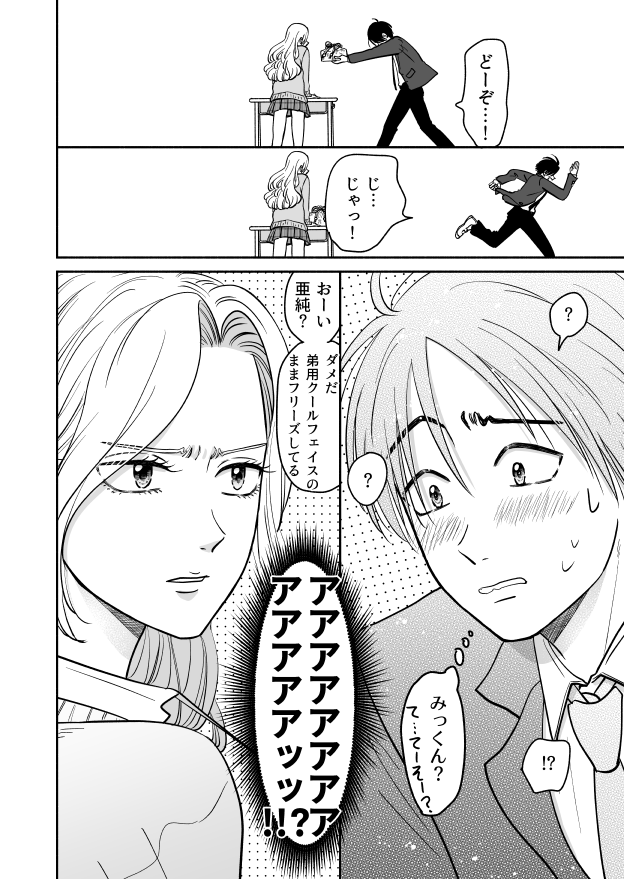 どーぞ…!
じ…
じゃっ!
?
おーい
亜純?
ダメだ
弟用クールフェイスの
ままフリーズしてる
?
みっくん?
て…てーそー?
!?
アアアアアアアア
アアアアアッッ!!?